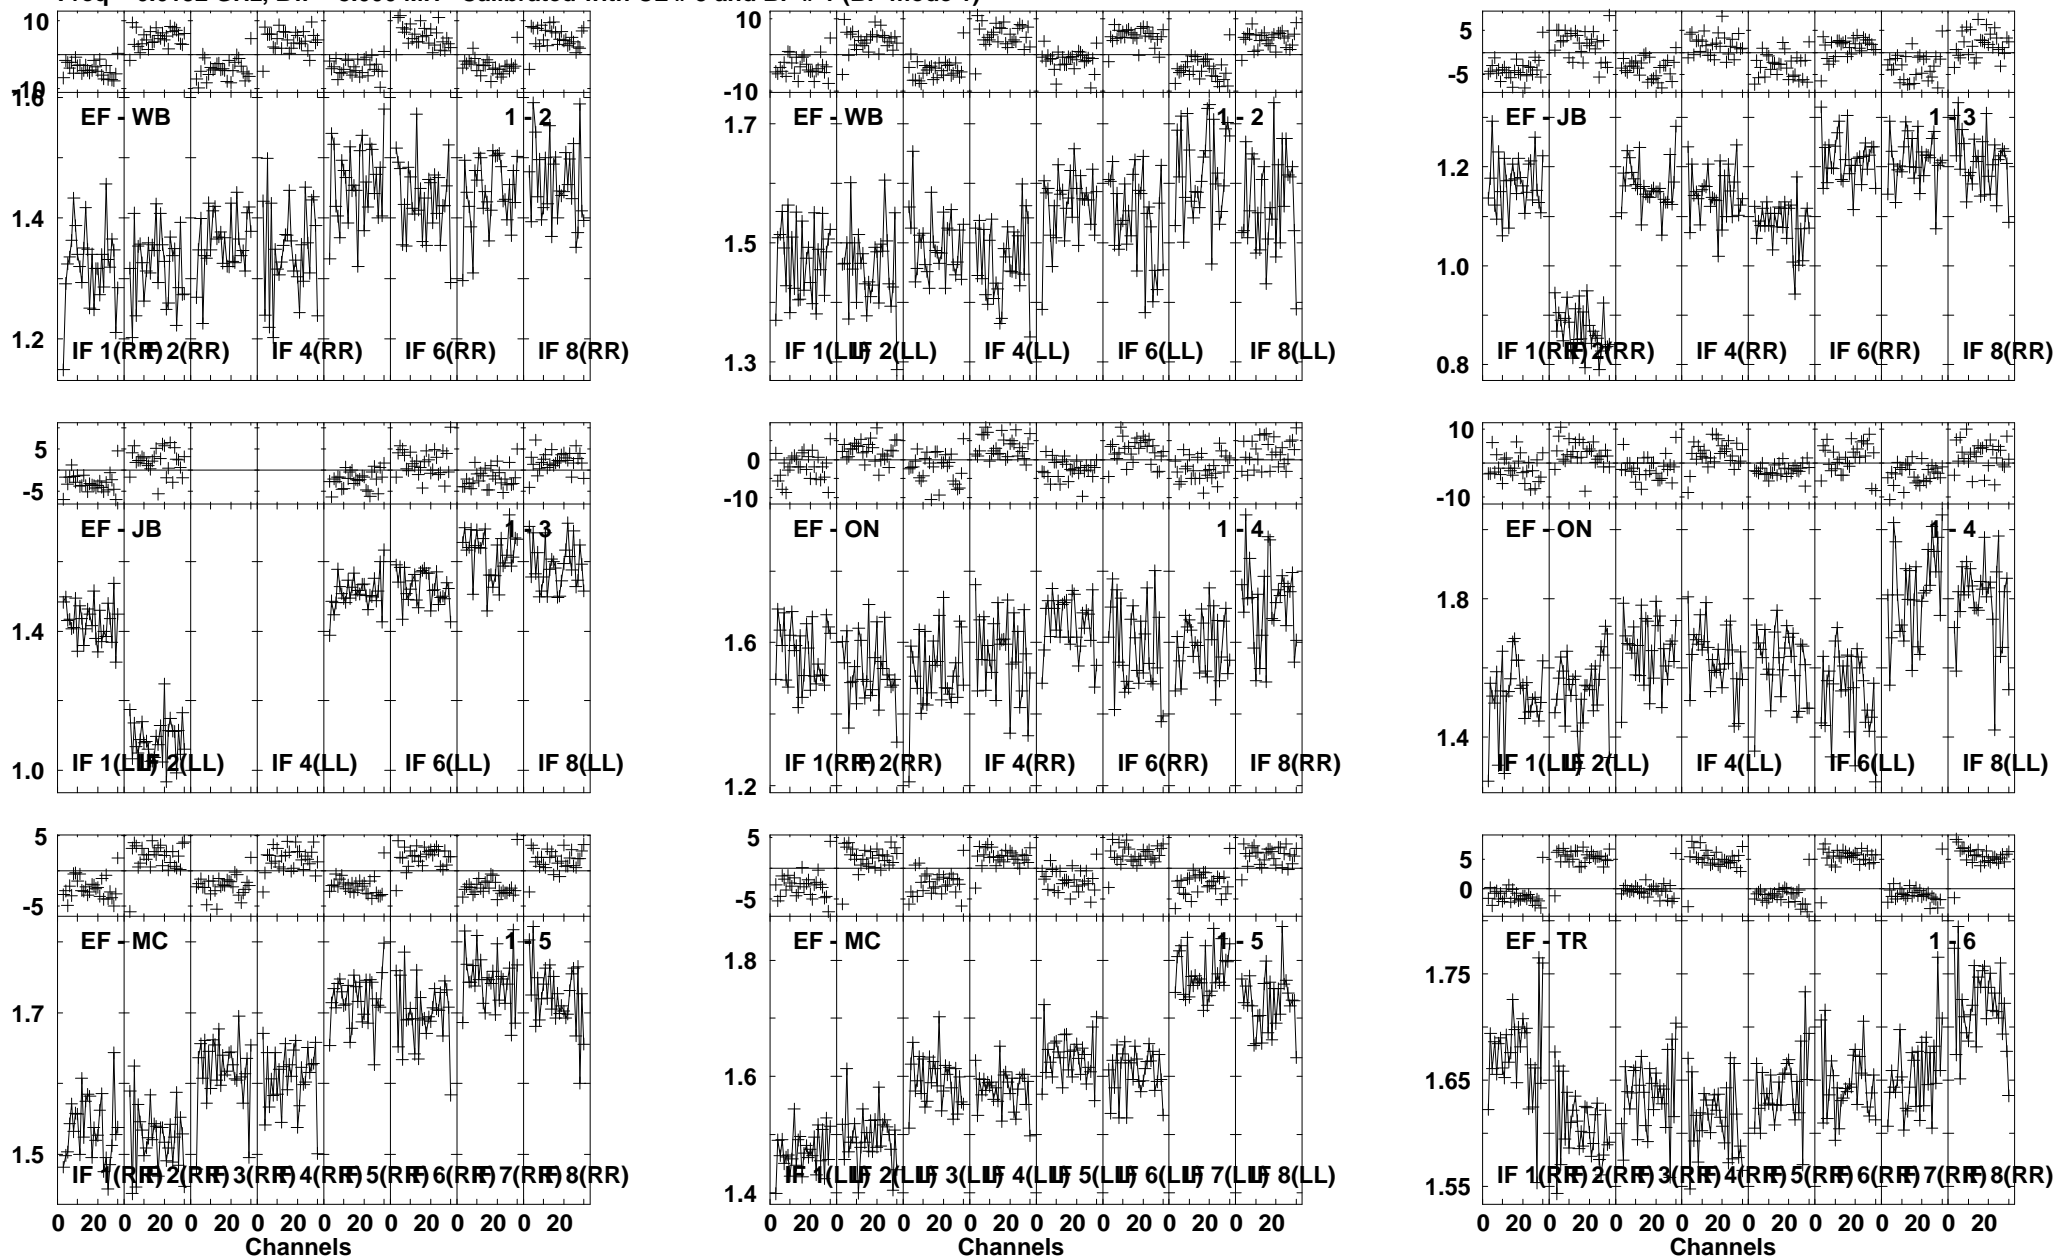 10
-10
1.6
1.4
1.2
EF - WB
1 - 2
IF 1(RR)
IF 2(RR)
IF 4(RR)
IF 6(RR)
IF 8(RR)
10
-10
1.7
1.5
1.3
EF - WB
1 - 2
IF 1(LL)
IF 2(LL)
IF 4(LL)
IF 6(LL)
IF 8(LL)
5
-5
1.2
1.0
0.8
EF - JB
1 - 3
IF 1(RR)
IF 2(RR)
IF 4(RR)
IF 6(RR)
IF 8(RR)
5
-5
1.4
1.0
EF - JB
1 - 3
IF 1(LL)
IF 2(LL)
IF 4(LL)
IF 6(LL)
IF 8(LL)
10
0
-10
1.6
1.2
EF - ON
1 - 4
IF 1(RR)
IF 2(RR)
IF 4(RR)
IF 6(RR)
IF 8(RR)
10
-10
1.8
1.4
EF - ON
1 - 4
IF 1(LL)
IF 2(LL)
IF 4(LL)
IF 6(LL)
IF 8(LL)
5
-5
1.7
1.5
EF - MC
1 - 5
IF 1(RR)
IF 2(RR)
IF 3(RR)
IF 4(RR)
IF 5(RR)
IF 6(RR)
IF 7(RR)
IF 8(RR)
0 20 0 20 0 20 0 20 0 20 0 20 0 20 0 20
Channels
5
-5
1.8
1.6
1.4
EF - MC
1 - 5
IF 1(LL)
IF 2(LL)
IF 3(LL)
IF 4(LL)
IF 5(LL)
IF 6(LL)
IF 7(LL)
IF 8(LL)
0 20 0 20 0 20 0 20 0 20 0 20 0 20 0 20
Channels
5
0
1.75
1.65
1.55
EF - TR
1 - 6
IF 1(RR)
IF 2(RR)
IF 3(RR)
IF 4(RR)
IF 5(RR)
IF 6(RR)
IF 7(RR)
IF 8(RR)
0 20 0 20 0 20 0 20 0 20 0 20 0 20 0 20
Channels